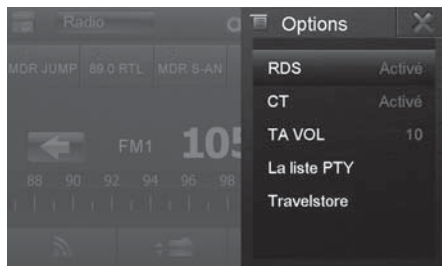 Radio
Options
MDR JUMP 89.0 RTL MDR S-AN
RDS Activé
CT Activé
TA VOL 10
La liste PTY
Travelstore
FM1 105
88 90 92 94 96 98